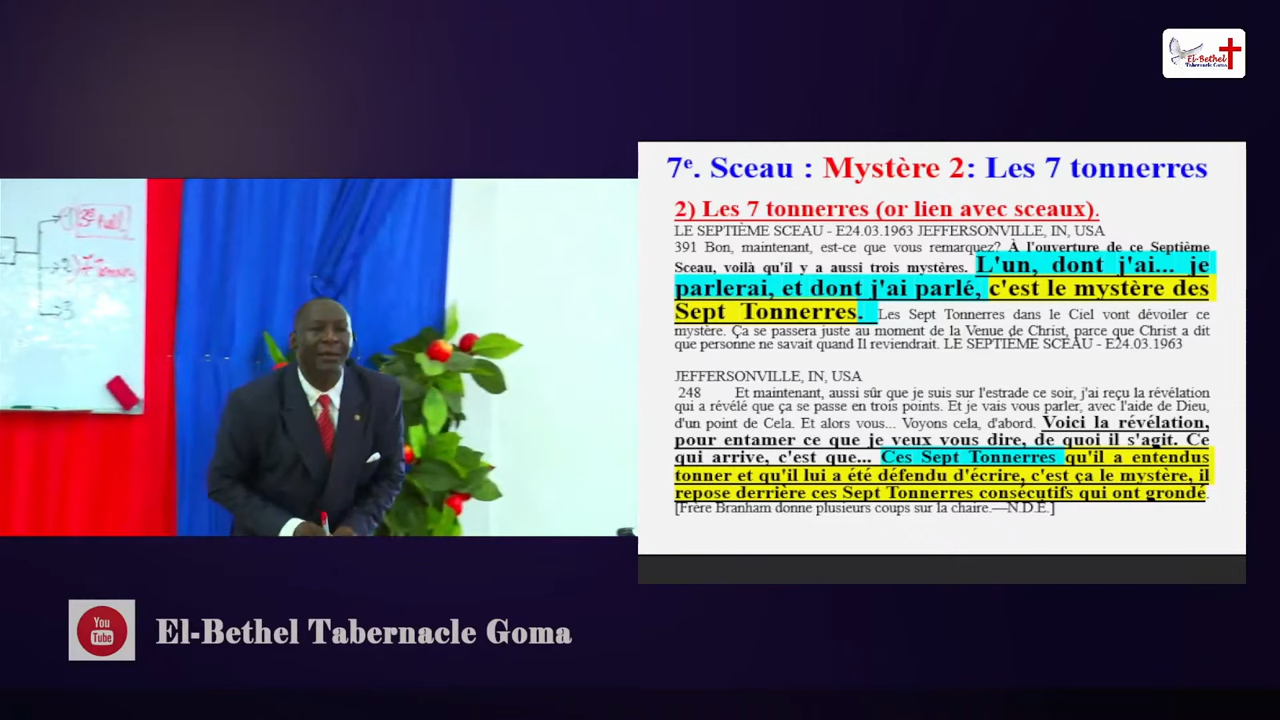 El-Bethel
Tabernacle Goma
7e. Sceau : Mystère 2: Les 7 tonnerres
2) Les 7 tonnerres (or lien avec sceaux).
LE SEPTIÈME SCEAU - E24.03.1963 JEFFERSONVILLE, IN, USA
391 Bon, maintenant, est-ce que vous remarquez? À l'ouverture de ce Septième
Sceau, voilà qu'il y a aussi trois mystères. L'un, dont j'ai... je
parlerai, et dont j'ai parlé, c'est le mystère des
Sept Tonnerres. Les Sept Tonnerres dans le Ciel vont dévoiler ce
mystère. Ça se passera juste au moment de la Venue de Christ, parce que Christ a dit
que personne ne savait quand Il reviendrait. LE SEPTIÈME SCEAU - E24.03.1963
JEFFERSONVILLE, IN, USA
248 Et maintenant, aussi sûr que je suis sur l'estrade ce soir, j'ai reçu la révélation
qui a révélé que ça se passe en trois points. Et je vais vous parler, avec l'aide de Dieu,
d'un point de Cela. Et alors vous... Voyons cela, d'abord. Voici la révélation,
pour entamer ce que je veux vous dire, de quoi il s'agit. Ce
qui arrive, c'est que... Ces Sept Tonnerres qu'il a entendus
tonner et qu'il lui a été défendu d'écrire, c'est ça le mystère, il
repose derrière ces Sept Tonnerres consécutifs qui ont grondé.
[Frère Branham donne plusieurs coups sur la chaire.—N.D.É.]
You
Tube
El-Bethel Tabernacle Goma